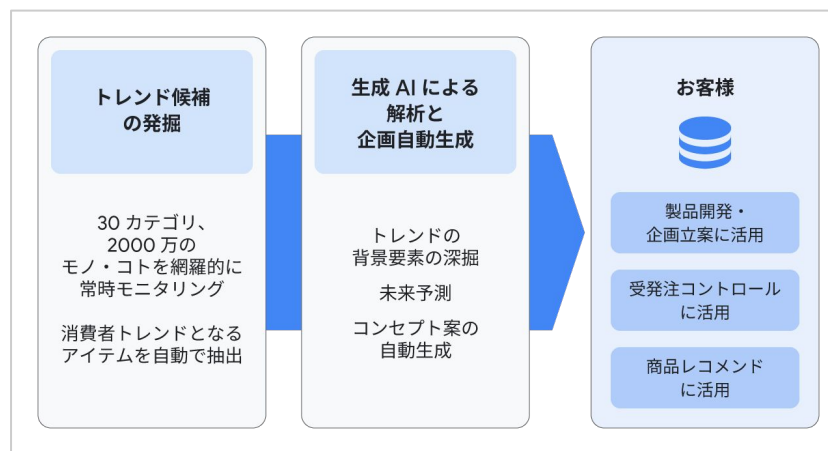 トレンド候補
の発掘
30 カテゴリ、
2000 万の
モノ・コトを網羅的に
常時モニタリング
消費者トレンドとなる
アイテムを自動で抽出
生成 AI による
解析と
企画自動生成
トレンドの
背景要素の深掘
未来予測
コンセプト案の
自動生成
お客様
製品開発・
企画立案に活用
受発注コントロール
に活用
商品レコメンド
に活用